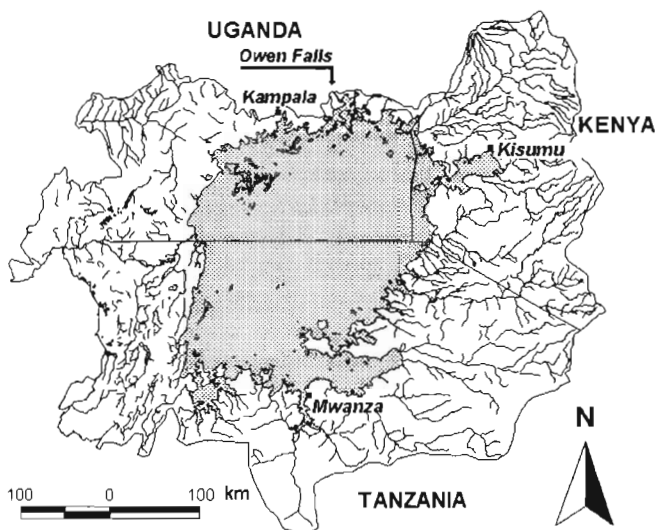 UGANDA
Owen Falls
Kampala
KENYA
Kisumu
Mwanza
N
100 0 100 km
TANZANIA